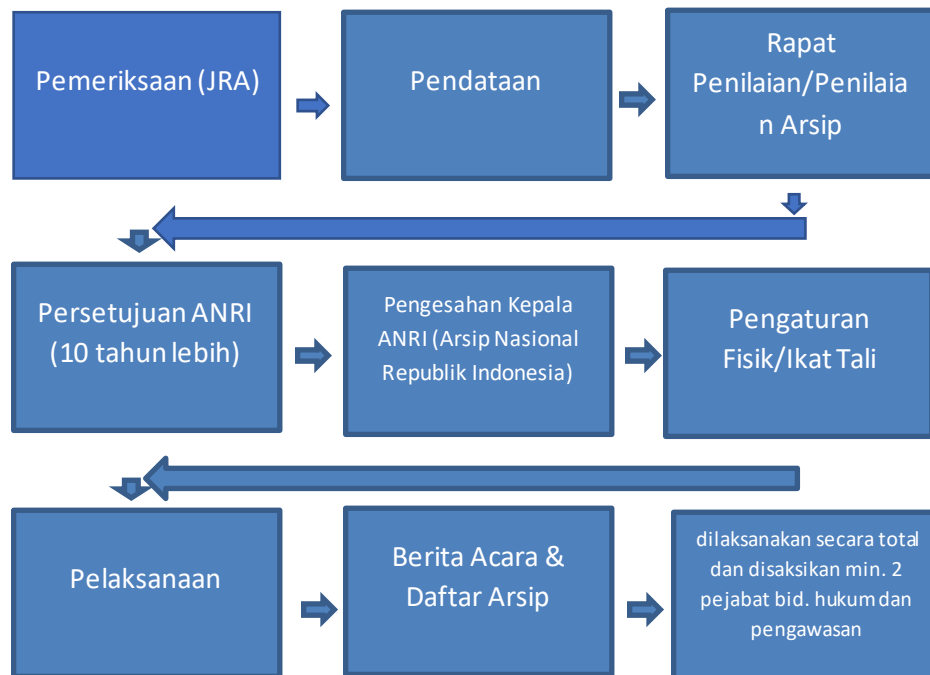 Pemeriksaan (JRA)
Pendataan
Rapat
Penilaian/Penilaia
n Arsip
Persetujuan ANRI
(10 tahun lebih)
Pengesahan Kepala
ANRI (Arsip Nasional
Republik Indonesia)
Pengaturan
Fisik/Ikat Tali
Pelaksanaan
Berita Acara &
Daftar Arsip
dilaksanakan secara total
dan disaksikan min. 2
pejabat bid. hukum dan
pengawasan